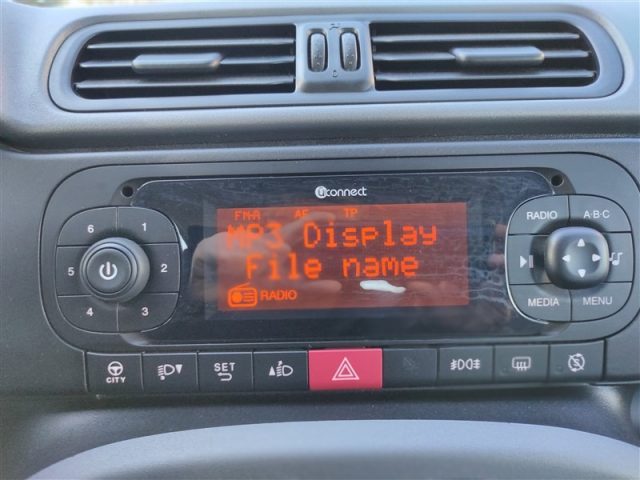 uconnect
FM-A AF TP
MP3 Display
File name
RADIO
6 1
5 2
4 3
RADIO A·B·C
MEDIA MENU
CITY
SET